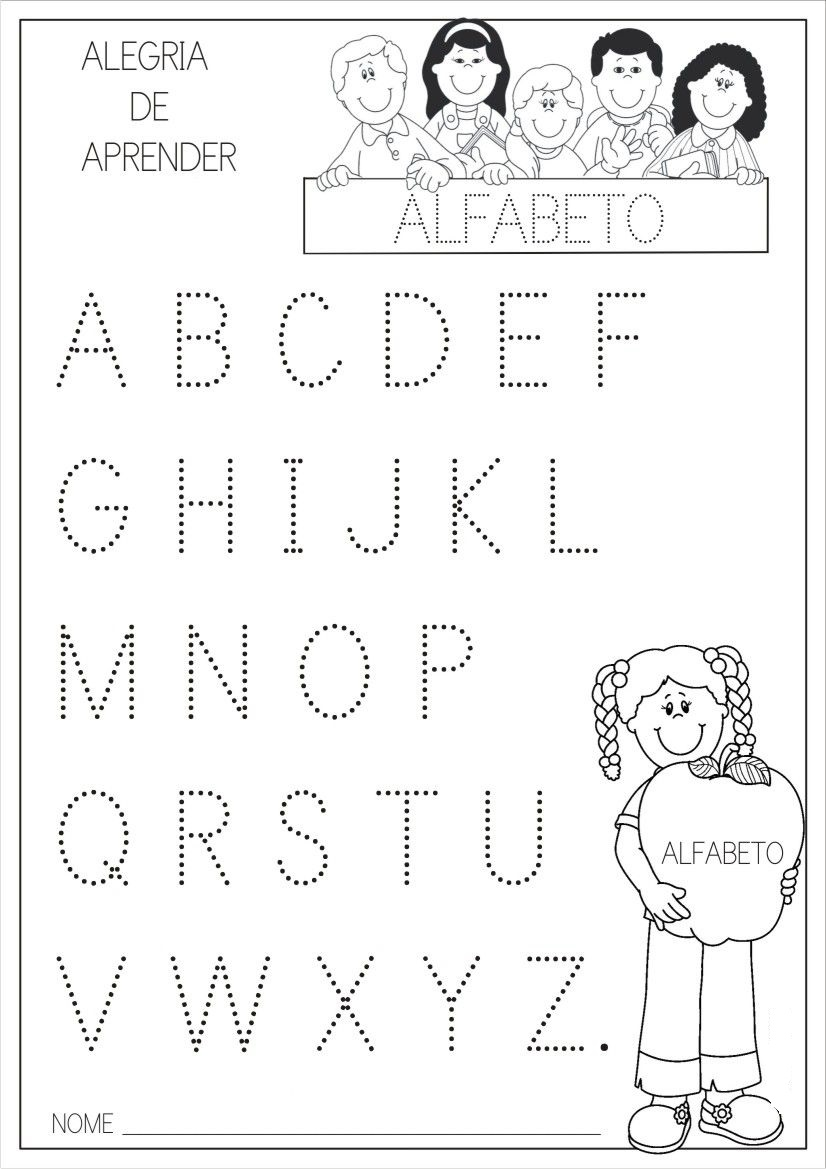 ALEGRIA
DE
APRENDER
ALFABETO
A B C D E F
G H I J K L
M N O P
Q R S T U
V W X Y Z.
ALFABETO
NOME